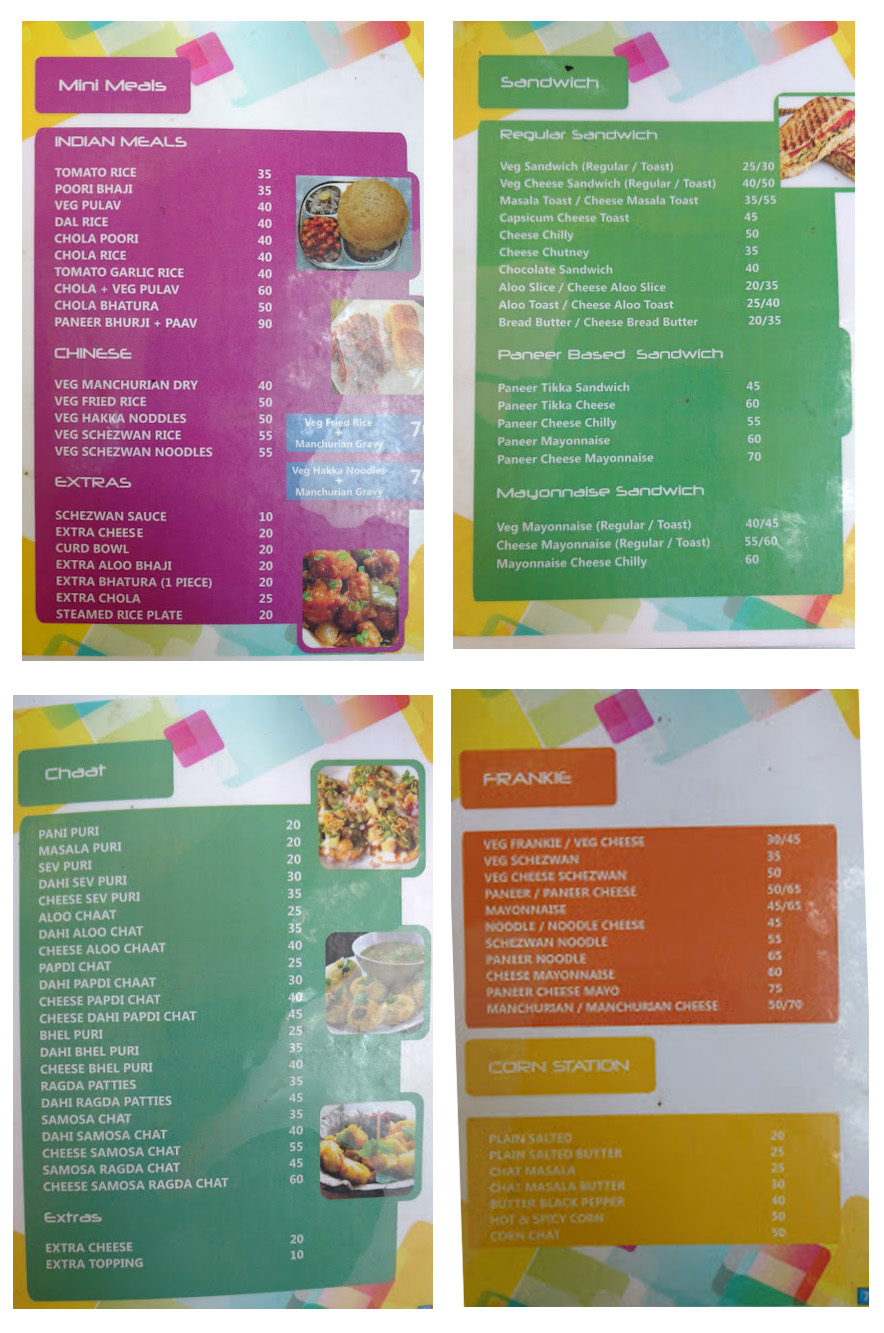 Mini Meals
INDIAN MEALS
TOMATO RICE 35
POORI BHAJI 35
VEG PULAV 40
DAL RICE 40
CHOLA POORI 40
CHOLA RICE 40
TOMATO GARLIC RICE 40
CHOLA + VEG PULAV 60
CHOLA BHATURA 50
PANEER BHURJI + PAAV 90
CHINESE
VEG MANCHURIAN DRY 40
VEG FRIED RICE 50
VEG HAKKA NODDLES 50
VEG SCHEZWAN RICE 55
VEG SCHEZWAN NOODLES 55
Veg Fried Rice
+
Manchurian Gravy
Veg Hakka Noodles
+
Manchurian Gravy
EXTRAS
SCHEZWAN SAUCE 10
EXTRA CHEESE 20
CURD BOWL 20
EXTRA ALOO BHAJI 20
EXTRA BHATURA (1 PIECE) 20
EXTRA CHOLA 25
STEAMED RICE PLATE 20
Sandwich
Regular Sandwich
Veg Sandwich (Regular / Toast) 25/30
Veg Cheese Sandwich (Regular / Toast) 40/50
Masala Toast / Cheese Masala Toast 35/55
Capsicum Cheese Toast 45
Cheese Chilly 50
Cheese Chutney 35
Chocolate Sandwich 40
Aloo Slice / Cheese Aloo Slice 20/35
Aloo Toast / Cheese Aloo Toast 25/40
Bread Butter / Cheese Bread Butter 20/35
Paneer Based Sandwich
Paneer Tikka Sandwich 45
Paneer Tikka Cheese 60
Paneer Cheese Chilly 55
Paneer Mayonnaise 60
Paneer Cheese Mayonnaise 70
Mayonnaise Sandwich
Veg Mayonnaise (Regular / Toast) 40/45
Cheese Mayonnaise (Regular / Toast) 55/60
Mayonnaise Cheese Chilly 60
Chaat
PANI PURI 20
MASALA PURI 20
SEV PURI 20
DAHI SEV PURI 30
CHEESE SEV PURI 35
ALOO CHAAT 25
DAHI ALOO CHAT 35
CHEESE ALOO CHAAT 40
PAPDI CHAT 25
DAHI PAPDI CHAAT 30
CHEESE PAPDI CHAT 40
CHEESE DAHI PAPDI CHAT 45
BHEL PURI 25
DAHI BHEL PURI 35
CHEESE BHEL PURI 40
RAGDA PATTIES 35
DAHI RAGDA PATTIES 45
SAMOSA CHAT 35
DAHI SAMOSA CHAT 40
CHEESE SAMOSA CHAT 55
SAMOSA RAGDA CHAT 45
CHEESE SAMOSA RAGDA CHAT 60
Extras
EXTRA CHEESE 20
EXTRA TOPPING 10
FRANKIE
VEG FRANKIE / VEG CHEESE 30/45
VEG SCHEZWAN 35
VEG CHEESE SCHEZWAN 50
PANEER / PANEER CHEESE 50/65
MAYONNAISE 45/65
NOODLE / NOODLE CHEESE 45
SCHEZWAN NOODLE 55
PANEER NOODLE 65
CHEESE MAYONNAISE 60
PANEER CHEESE MAYO 75
MANCHURIAN / MANCHURIAN CHEESE 50/70
CORN STATION
PLAIN SALTED 20
PLAIN SALTED BUTTER 25
CHAT MASALA 25
CHAT MASALA BUTTER 30
BUTTER BLACK PEPPER 40
HOT & SPICY CORN 50
CORN CHAT 50